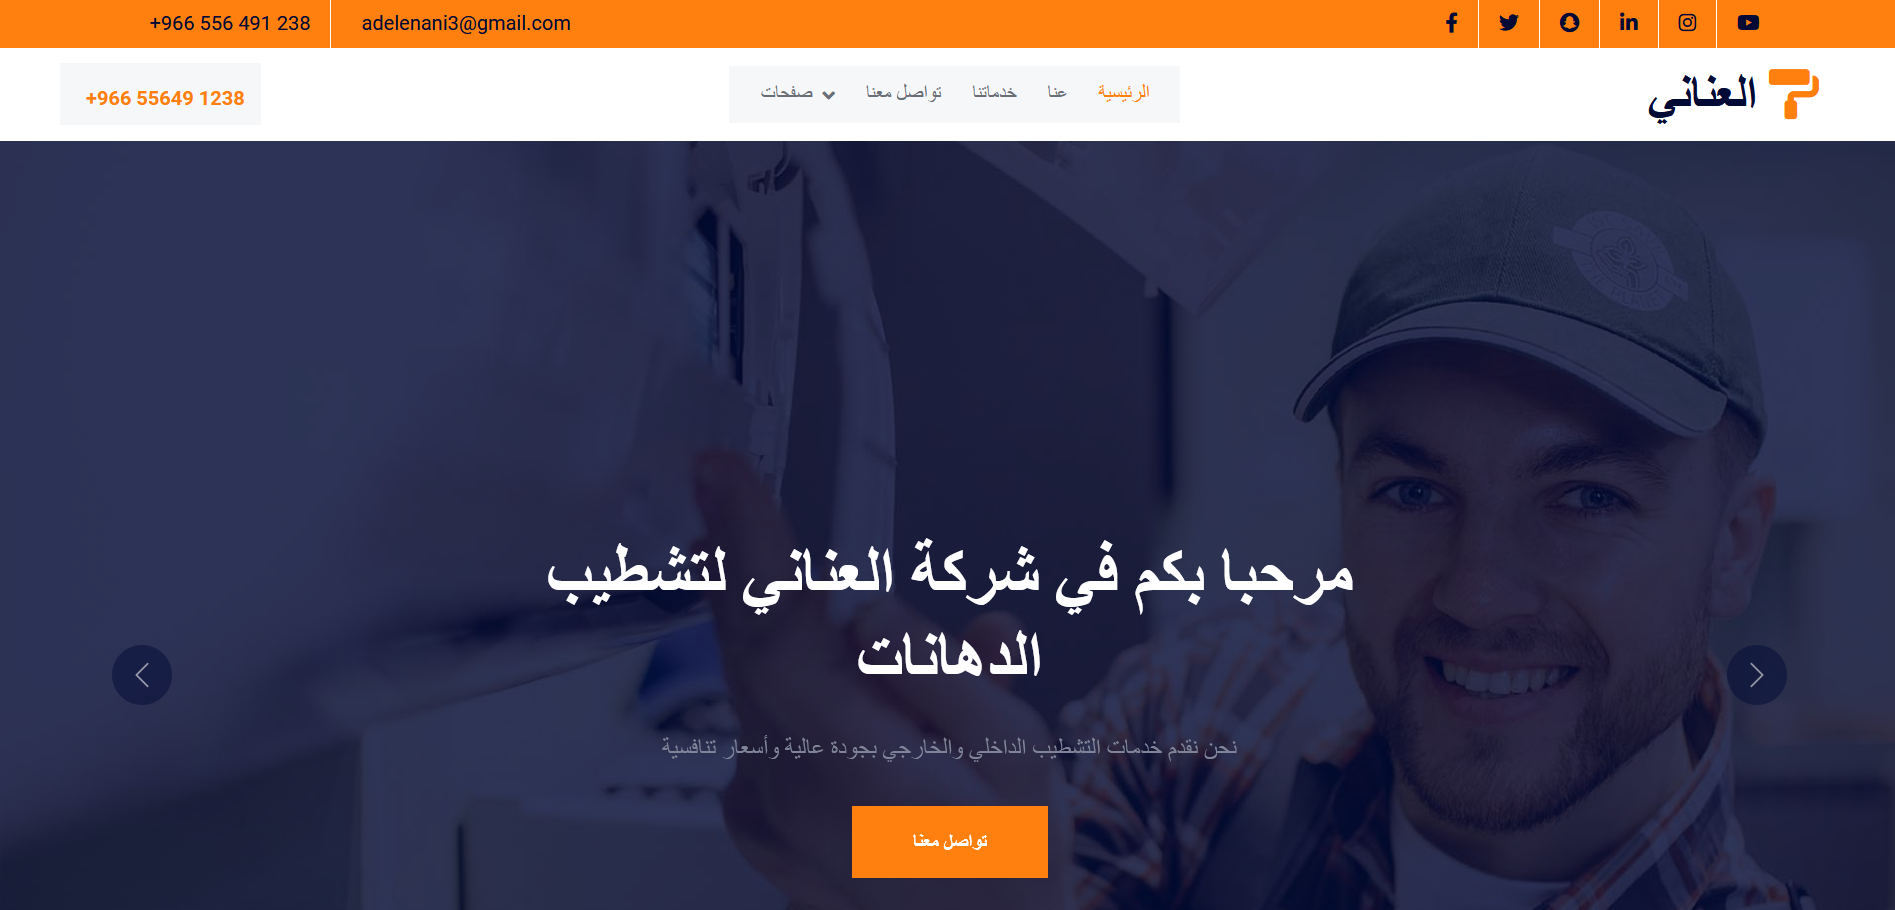 +966 556 491 238
adelenani3@gmail.com
العناني
الرئيسية
عنا
خدماتنا
تواصل معنا
صفحات
+966 55649 1238
مرحبا بكم في شركة العناني لتشطيب
الدهانات
نحن نقدم خدمات التشطيب الداخلي والخارجي بجودة عالية وأسعار تنافسية
تواصل معنا